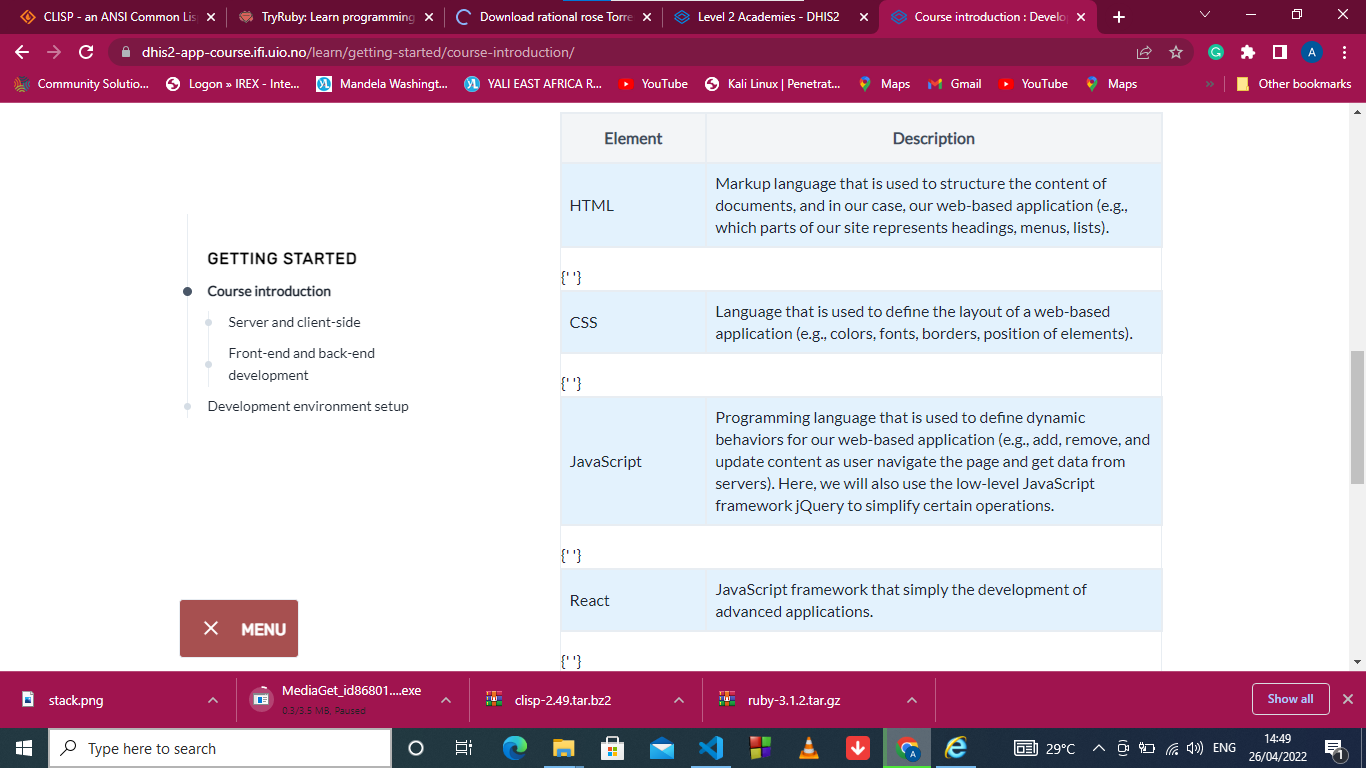 CLISP - an ANSI Common Lis
TryRuby: Learn programming
Download rational rose Torre
Level 2 Academies - DHIS2
Course introduction : Develo
dhis2-app-course.ifi.uio.no/learn/getting-started/course-introduction/
A
Community Solutio...
Logon » IREX - Inte...
Mandela Washingt...
YALI EAST AFRICA R...
YouTube
Kali Linux | Penetrat...
Maps
Gmail
YouTube
Maps
»
Other bookmarks
GETTING STARTED
Course introduction
Server and client-side
Front-end and back-end
development
Development environment setup
MENU
Element
Description
HTML
Markup language that is used to structure the content of
documents, and in our case, our web-based application (e.g.,
which parts of our site represents headings, menus, lists).
{' '}
CSS
Language that is used to define the layout of a web-based
application (e.g., colors, fonts, borders, position of elements).
{' '}
JavaScript
Programming language that is used to define dynamic
behaviors for our web-based application (e.g., add, remove, and
update content as user navigate the page and get data from
servers). Here, we will also use the low-level JavaScript
framework jQuery to simplify certain operations.
{' '}
React
JavaScript framework that simply the development of
advanced applications.
{' '}
stack.png
MediaGet_id86801....exe
0.3/3.5 MB, Paused
clisp-2.49.tar.bz2
ruby-3.1.2.tar.gz
Show all
Type here to search
A
29°C
ENG
14:49
26/04/2022
1